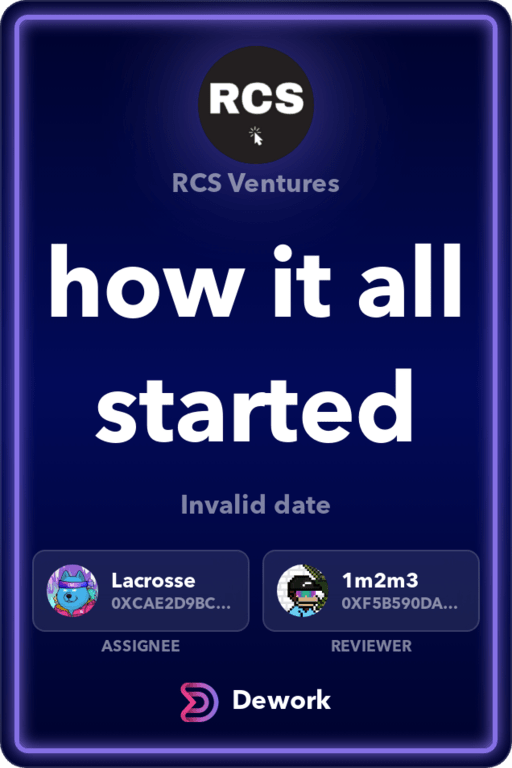 RCS
RCS Ventures
how it all
started
Invalid date
Lacrosse
0XCAE2D9BC...
1m2m3
0XF5B590DA...
ASSIGNEE
REVIEWER
Dework